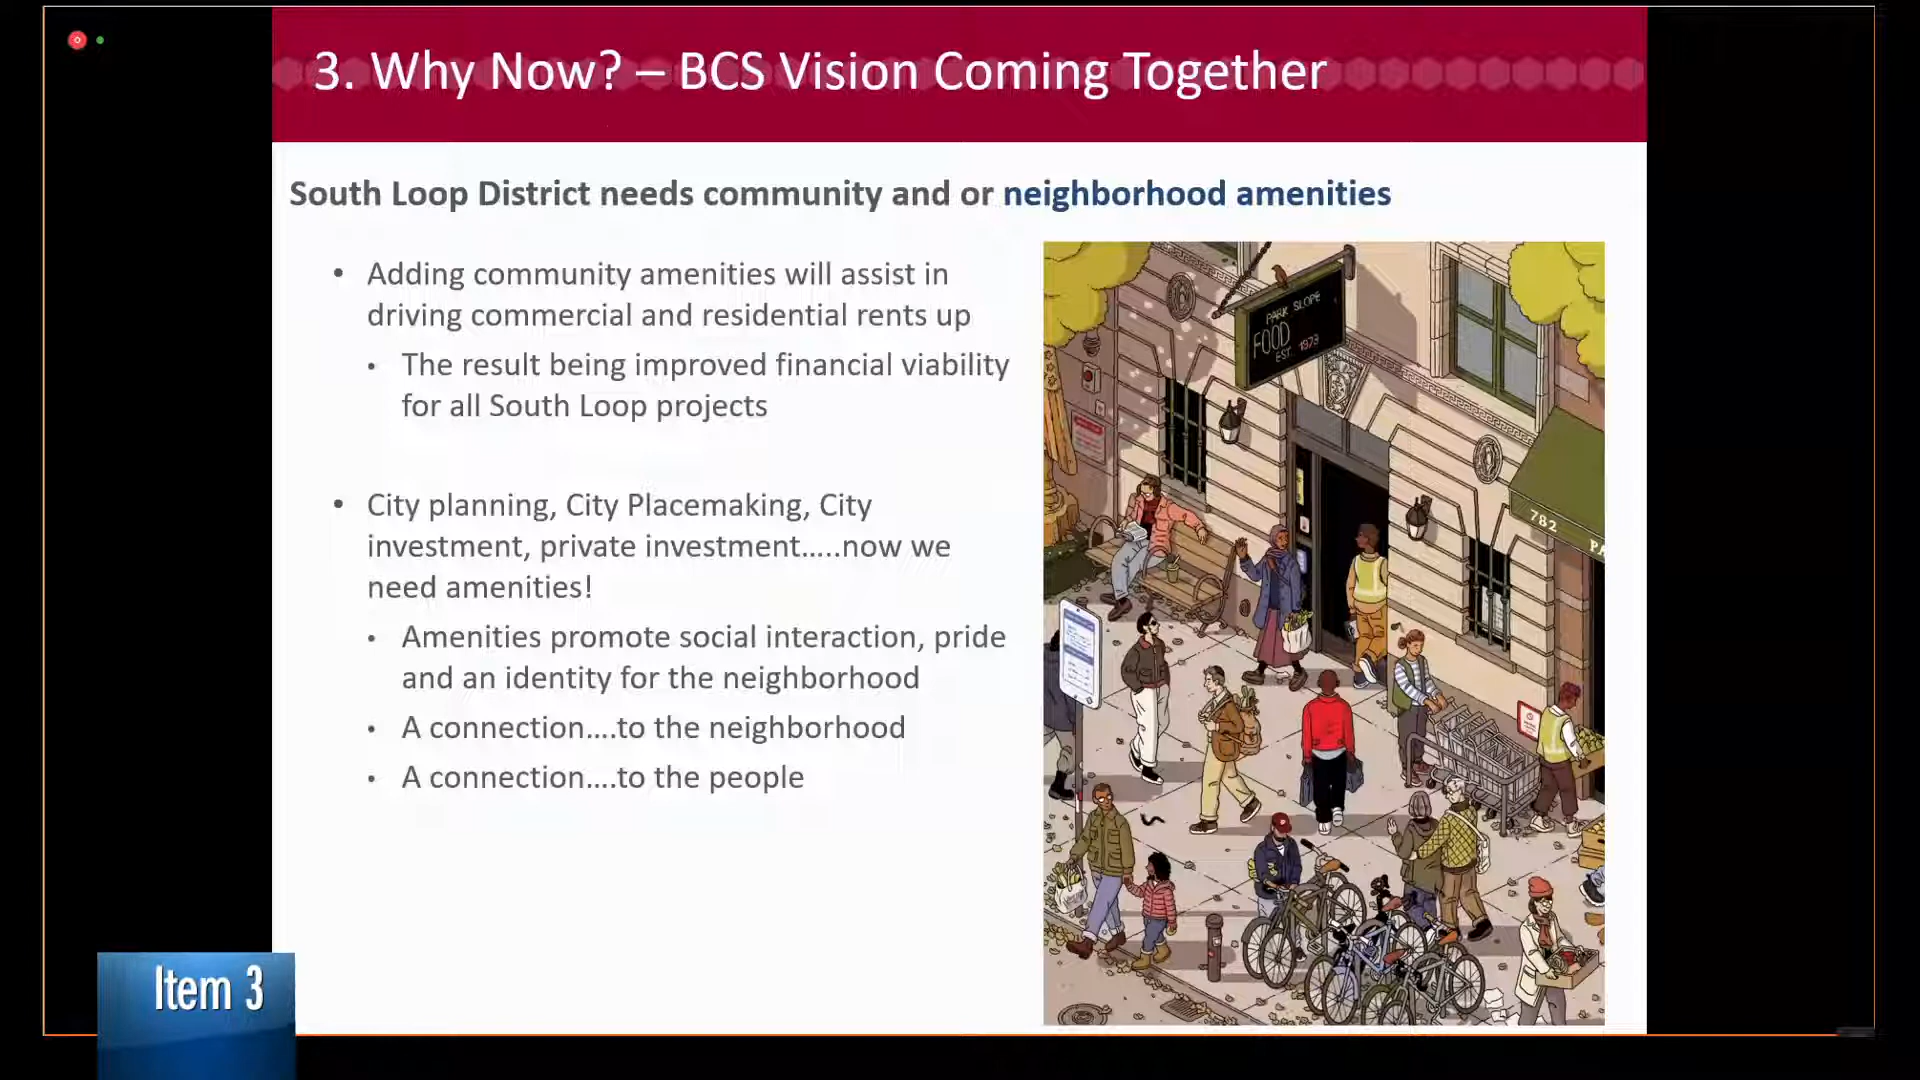 3. Why Now? – BCS Vision Coming Together
South Loop District needs community and or neighborhood amenities
• Adding community amenities will assist in
driving commercial and residential rents up
• The result being improved financial viability
for all South Loop projects
• City planning, City Placemaking, City
investment, private investment…..now we
need amenities!
• Amenities promote social interaction, pride
and an identity for the neighborhood
• A connection….to the neighborhood
• A connection….to the people
PARK SLOPE
FOOD
EST. 1973
782
PA
Item 3